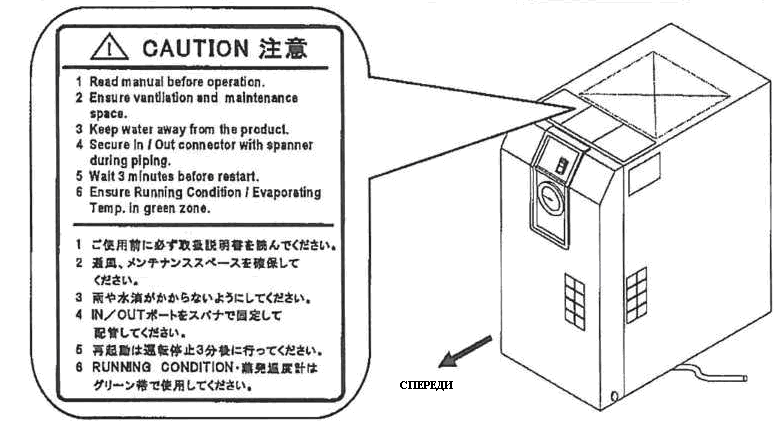 CAUTION 注意
1 Read manual before operation.
2 Ensure vantilation and maintenance
space.
3 Keep water away from the product.
4 Secure In / Out connector with spanner
during piping.
5 Wait 3 minutes before restart.
6 Ensure Running Condition / Evaporating
Temp. in green zone.
1 ご使用前に必ず取扱説明書を読んでください。
2 通風、メンテナンススペースを確保して
ください。
3 雨や水滴がかからないようにしてください。
4 IN／OUTポートをスパナで固定して
配管してください。
5 再起動は運転停止3分後に行ってください。
6 RUNNING CONDITION・蒸発温度計は
グリーン帯で使用してください。
СПЕРЕДИ